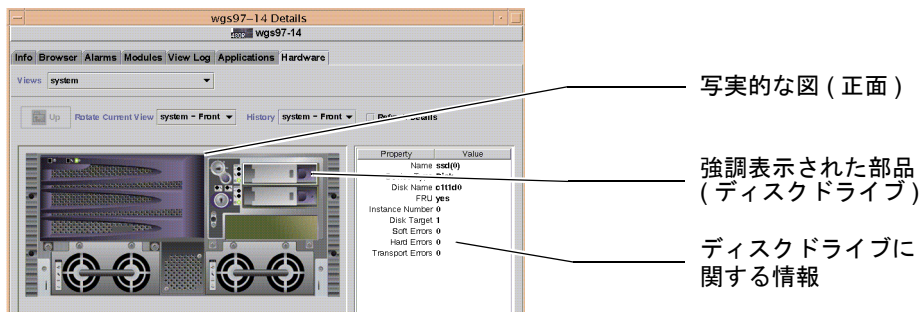 wgs97-14 Details
480R wgs97-14
Info Browser Alarms Modules View Log Applications Hardware
Views system
Up Rotate Current View system - Front History system - Front Details
写実的な図 ( 正面 )
Property Value
Name ssd(0)
強調表示された部品
( ディスクドライブ )
Disk Name c1t1d0
FRU yes
Instance Number 0
Disk Target 1
Soft Errors 0
Hard Errors 0
Transport Errors 0
ディスクドライブに
関する情報